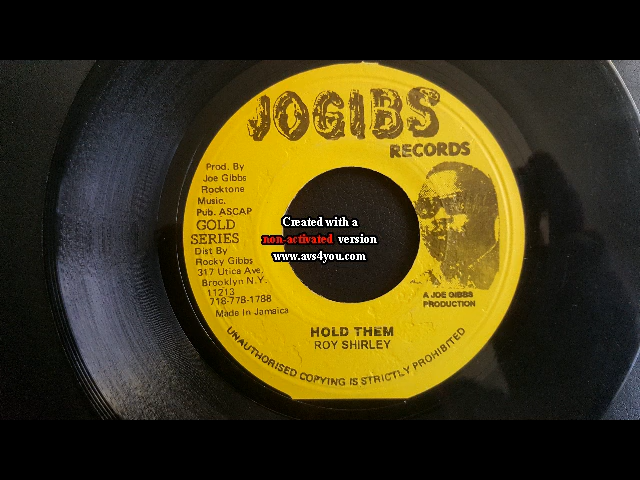 JOGIBS
RECORDS
Prod. By
Joe Gibbs
Rocktone
Music.
Pub. ASCAP
GOLD
SERIES
Dist By
Rocky Gibbs
317 Utica Ave.
Brooklyn N.Y.
11213
718-778-1788
Made In Jamaica
Created with a
non-activated version
www.avs4you.com
A JOE GIBBS
PRODUCTION
HOLD THEM
ROY SHIRLEY
UNAUTHORISED COPYING IS STRICTLY PROHIBITED